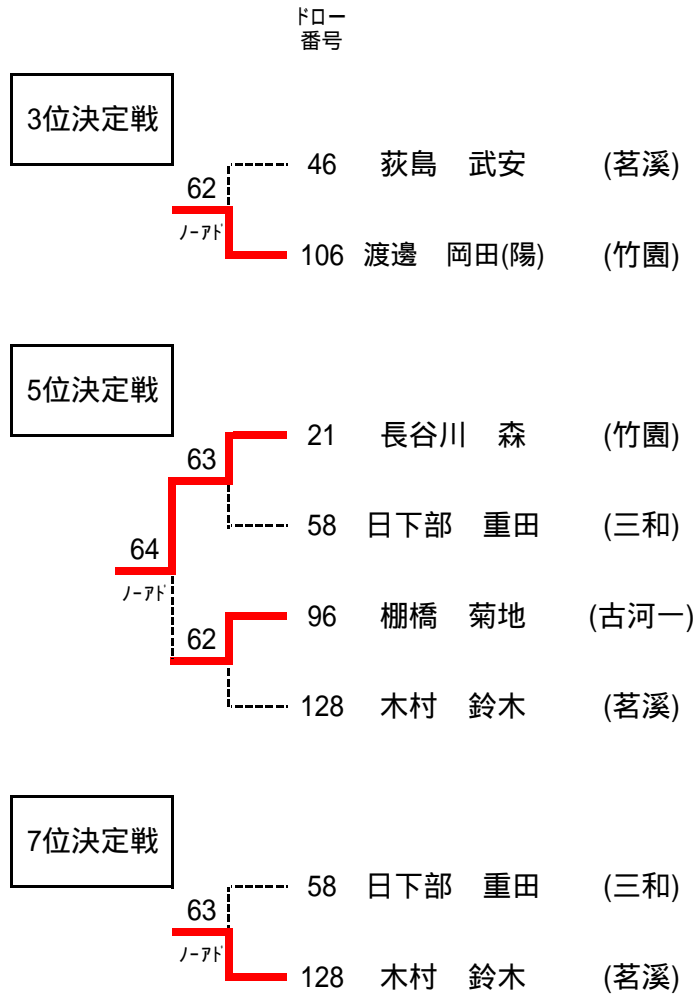 ドロー
番号
3位決定戦
46 荻島 武安 (茗溪)
62
ノーアド
106 渡邊 岡田(陽) (竹園)
5位決定戦
21 長谷川 森 (竹園)
63
58 日下部 重田 (三和)
64
ノーアド
96 棚橋 菊地 (古河一)
62
128 木村 鈴木 (茗溪)
7位決定戦
58 日下部 重田 (三和)
63
ノーアド
128 木村 鈴木 (茗溪)